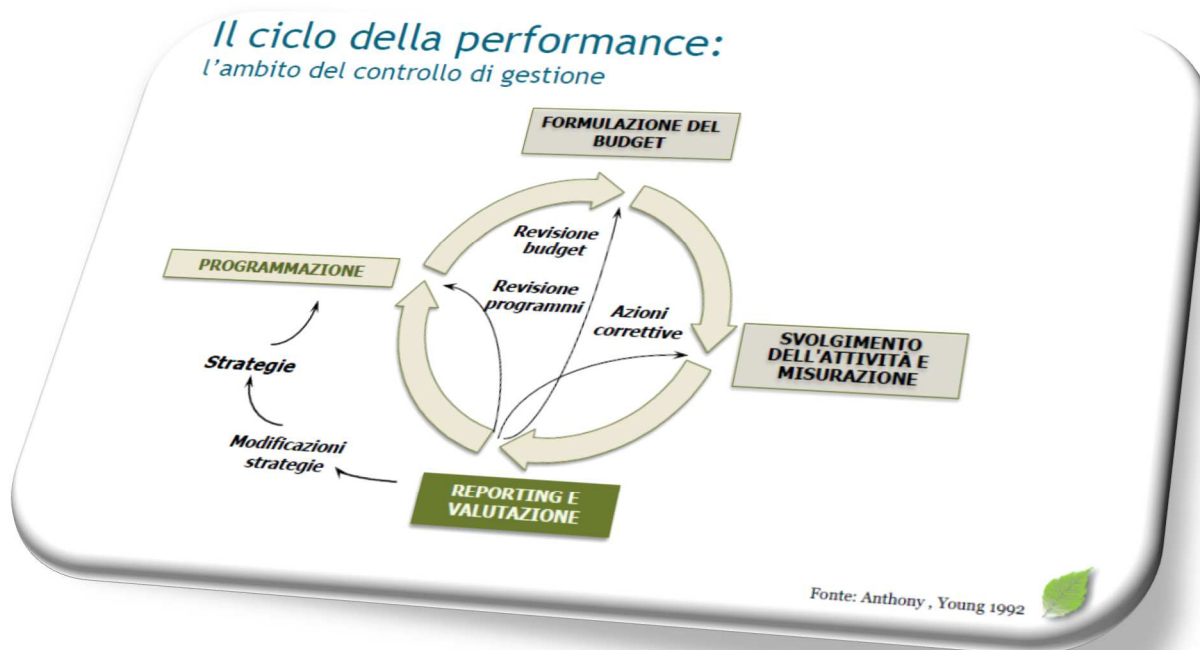 Il ciclo della performance:
l'ambito del controllo di gestione
FORMULAZIONE DEL
BUDGET
Revisione
budget
PROGRAMMAZIONE
Revisione
programmi
Azioni
correttive
SVOLGIMENTO
DELL'ATTIVITÀ E
MISURAZIONE
Strategie
Modificazioni
strategie
REPORTING E
VALUTAZIONE
Fonte: Anthony , Young 1992